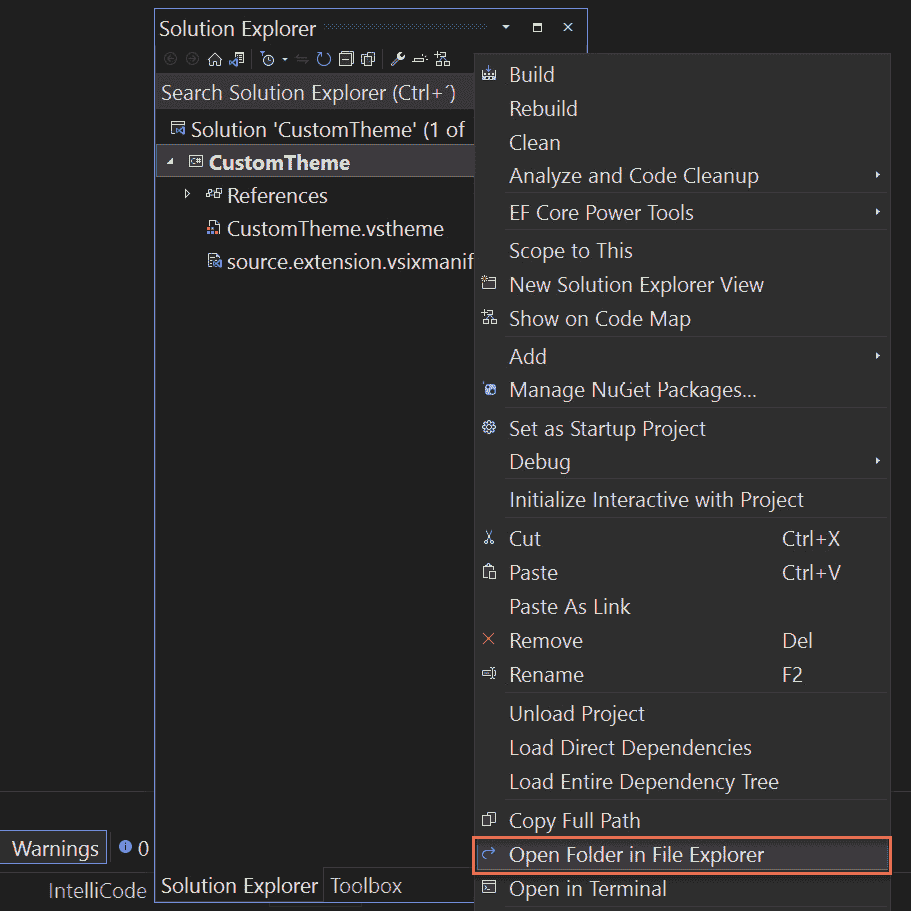 Solution Explorer
Search Solution Explorer (Ctrl+´)
Solution 'CustomTheme' (1 of
CustomTheme
References
CustomTheme.vstheme
source.extension.vsixmanif
Build
Rebuild
Clean
Analyze and Code Cleanup
EF Core Power Tools
Scope to This
New Solution Explorer View
Show on Code Map
Add
Manage NuGet Packages...
Set as Startup Project
Debug
Initialize Interactive with Project
Cut Ctrl+X
Paste Ctrl+V
Paste As Link
Remove Del
Rename F2
Unload Project
Load Direct Dependencies
Load Entire Dependency Tree
Copy Full Path
Open Folder in File Explorer
Open in Terminal
Warnings 0
IntelliCode
Solution Explorer Toolbox